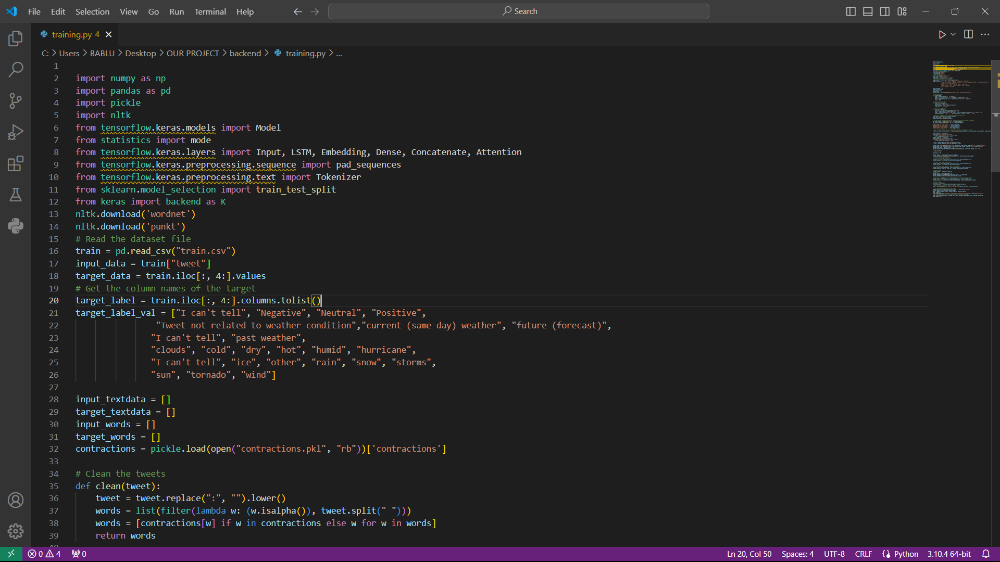 File Edit Selection View Go Run Terminal Help Search
training.py 4
C: > Users > BABLU > Desktop > OUR PROJECT > backend > training.py > ...
1
2 import numpy as np
3 import pandas as pd
4 import pickle
5 import nltk
6 from tensorflow.keras.models import Model
7 from statistics import mode
8 from tensorflow.keras.layers import Input, LSTM, Embedding, Dense, Concatenate, Attention
9 from tensorflow.keras.preprocessing.sequence import pad_sequences
10 from tensorflow.keras.preprocessing.text import Tokenizer
11 from sklearn.model_selection import train_test_split
12 from keras import backend as K
13 nltk.download('wordnet')
14 nltk.download('punkt')
15 # Read the dataset file
16 train = pd.read_csv("train.csv")
17 input_data = train["tweet"]
18 target_data = train.iloc[:, 4:].values
19 # Get the column names of the target
20 target_label = train.iloc[:, 4:].columns.tolist()
21 target_label_val = ["I can't tell", "Negative", "Neutral", "Positive",
22 "Tweet not related to weather condition","current (same day) weather", "future (forecast)",
23 "I can't tell", "past weather",
24 "clouds", "cold", "dry", "hot", "humid", "hurricane",
25 "I can't tell", "ice", "other", "rain", "snow", "storms",
26 "sun", "tornado", "wind"]
27
28 input_textdata = []
29 target_textdata = []
30 input_words = []
31 target_words = []
32 contractions = pickle.load(open("contractions.pkl", "rb"))['contractions']
33
34 # Clean the tweets
35 def clean(tweet):
36 tweet = tweet.replace(":", "").lower()
37 words = list(filter(lambda w: (w.isalpha()), tweet.split(" ")))
38 words = [contractions[w] if w in contractions else w for w in words]
39 return words
0 4 0 Ln 20, Col 50 Spaces: 4 UTF-8 CRLF Python 3.10.4 64-bit